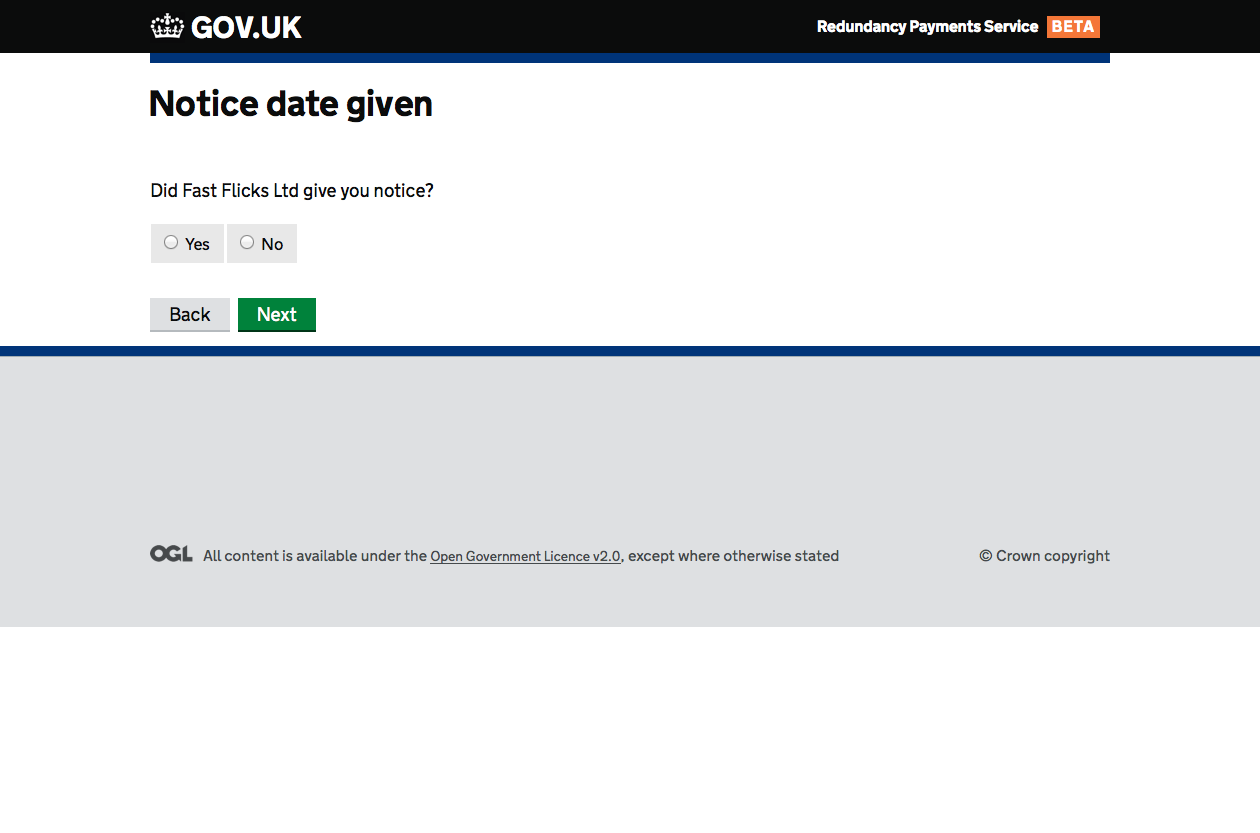 GOV.UK
Redundancy Payments Service BETA
Notice date given
Did Fast Flicks Ltd give you notice?
Yes No
Back Next
OGL All content is available under the Open Government Licence v2.0, except where otherwise stated © Crown copyright